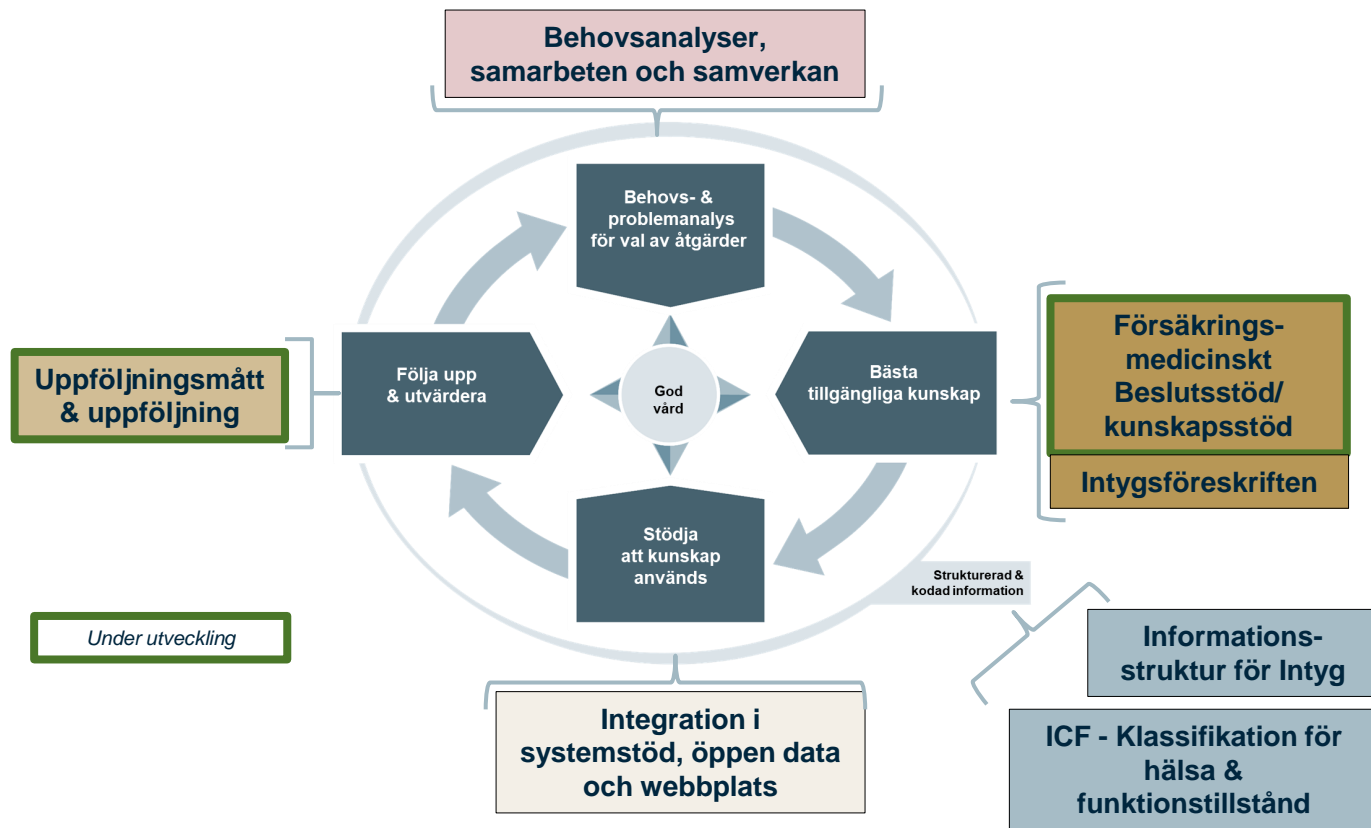 Behovsanalyser,
samarbeten och samverkan
Behovs- &
problemanalys
för val av åtgärder
Följa upp
& utvärdera
God
vård
Bästa
tillgängliga kunskap
Stödja
att kunskap
används
Uppföljningsmått
& uppföljning
Försäkrings-
medicinskt
Beslutsstöd/
kunskapsstöd
Intygsföreskriften
Strukturerad &
kodad information
Under utveckling
Informations-
struktur för Intyg
Integration i
systemstöd, öppen data
och webbplats
ICF - Klassifikation för
hälsa &
funktionstillstånd